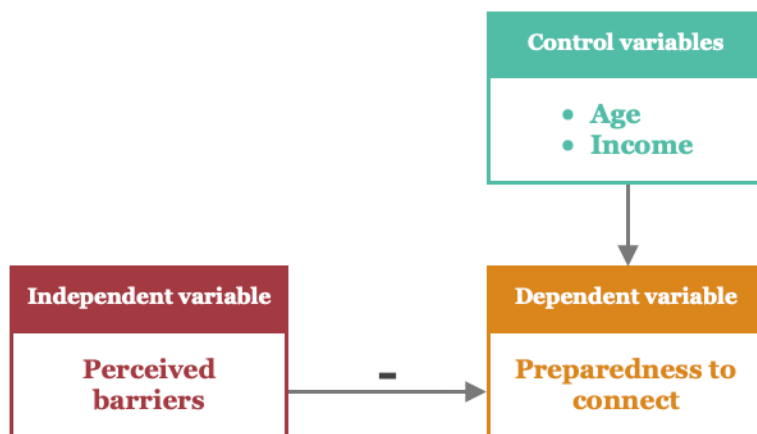 Control variables
• Age
• Income
Independent variable
Perceived
barriers
-
Dependent variable
Preparedness to
connect